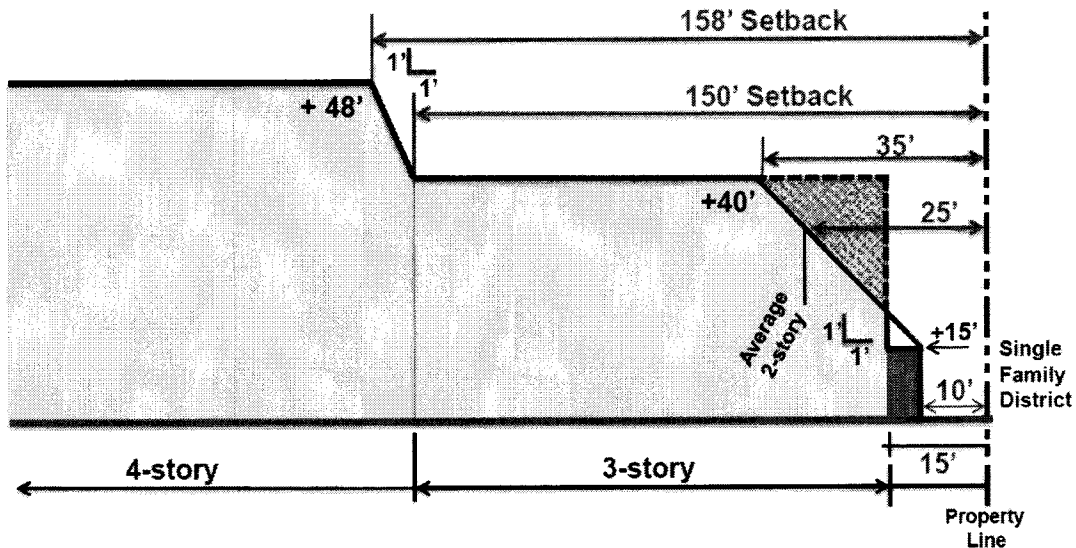 158’ Setback
1’
1’
+ 48’
150’ Setback
35’
+40’
25’
Average
2-story
1’
1’
+15’
Single
Family
District
10’
4-story
3-story
15’
Property
Line